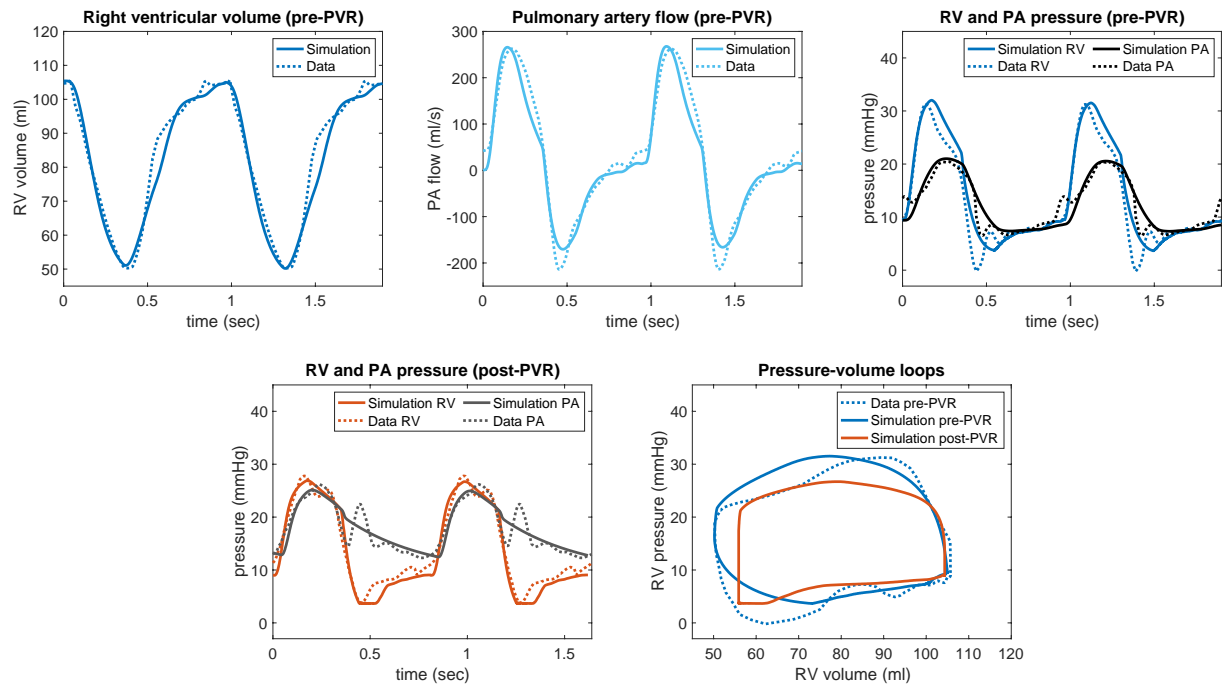 Right ventricular volume (pre-PVR)
120
110
100
90
80
70
60
50
RV volume (ml)
Simulation
Data
0
0.5
1
1.5
time (sec)
Pulmonary artery flow (pre-PVR)
300
200
100
0
-100
-200
PA flow (ml/s)
Simulation
Data
0
0.5
1
1.5
time (sec)
RV and PA pressure (pre-PVR)
40
30
20
10
0
pressure (mmHg)
Simulation RV
Simulation PA
Data RV
Data PA
0
0.5
1
1.5
time (sec)
RV and PA pressure (post-PVR)
40
30
20
10
0
pressure (mmHg)
Simulation RV
Simulation PA
Data RV
Data PA
0
0.5
1
1.5
time (sec)
Pressure-volume loops
40
30
20
10
0
RV pressure (mmHg)
Data pre-PVR
Simulation pre-PVR
Simulation post-PVR
50
60
70
80
90
100
110
120
RV volume (ml)